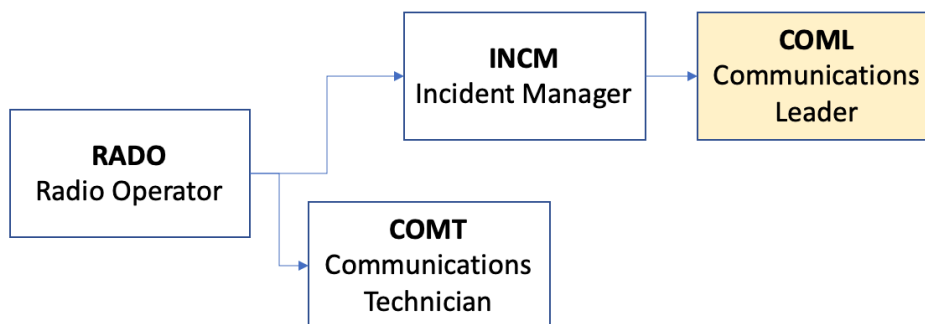 RADO
Radio Operator
INCM
Incident Manager
COML
Communications
Leader
COMT
Communications
Technician